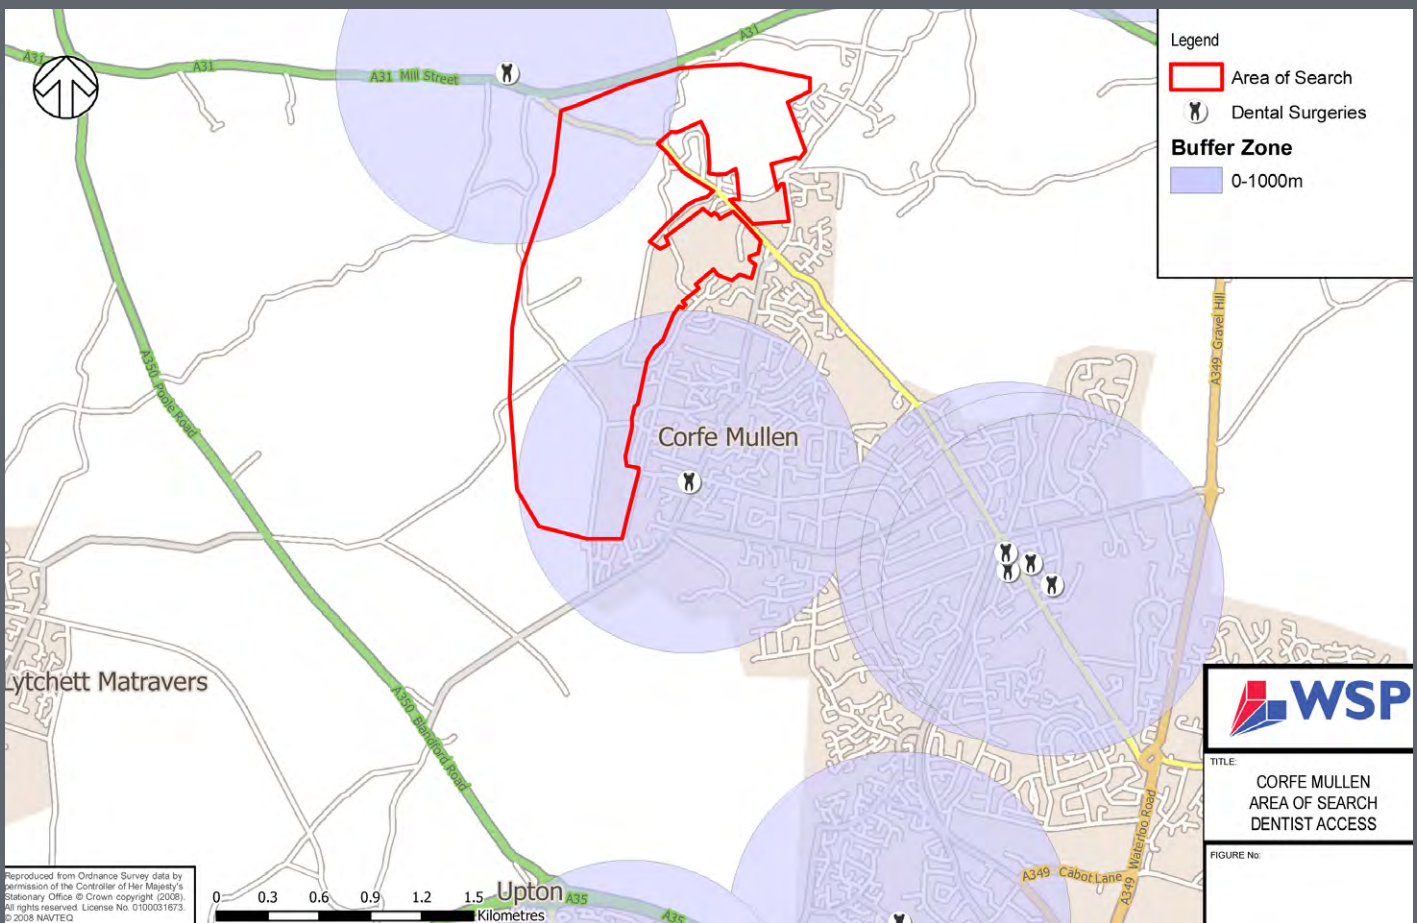 A31
A31
A31 Mill Street
A31
Legend
Area of Search
Dental Surgeries
Buffer Zone
0-1000m
A349 Gravel Hill
A350 Poole Road
Corfe Mullen
Lytchett Matravers
A350 Blandford Road
WSP
TITLE:
CORFE MULLEN
AREA OF SEARCH
DENTIST ACCESS
FIGURE No:
A349 Waterloo Road
A349 Cabot Lane
A349
Reproduced from Ordnance Survey data by
permission of the Controller of Her Majesty's
Stationary Office © Crown copyright (2008).
All rights reserved. License No. 0100031673.
© 2008 NAVTEQ
0 0.3 0.6 0.9 1.2 1.5
Kilometres
Upton
A35
A35